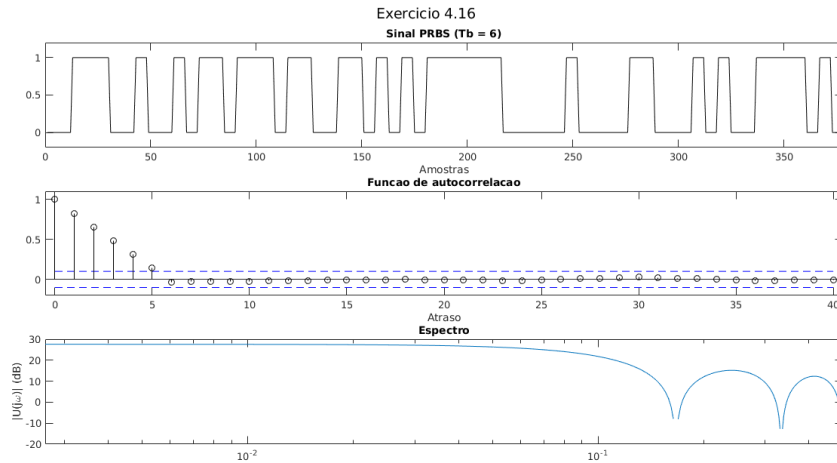 Exercicio 4.16
Sinal PRBS (Tb = 6)
1
0.5
0
0 50 100 150 200 250 300 350
Amostras
Funcao de autocorrelacao
1
0.5
0
0 5 10 15 20 25 30 35 40
Atraso
Espectro
|U(jω)| (dB)
30
20
10
0
-10
-20
10-2 10-1